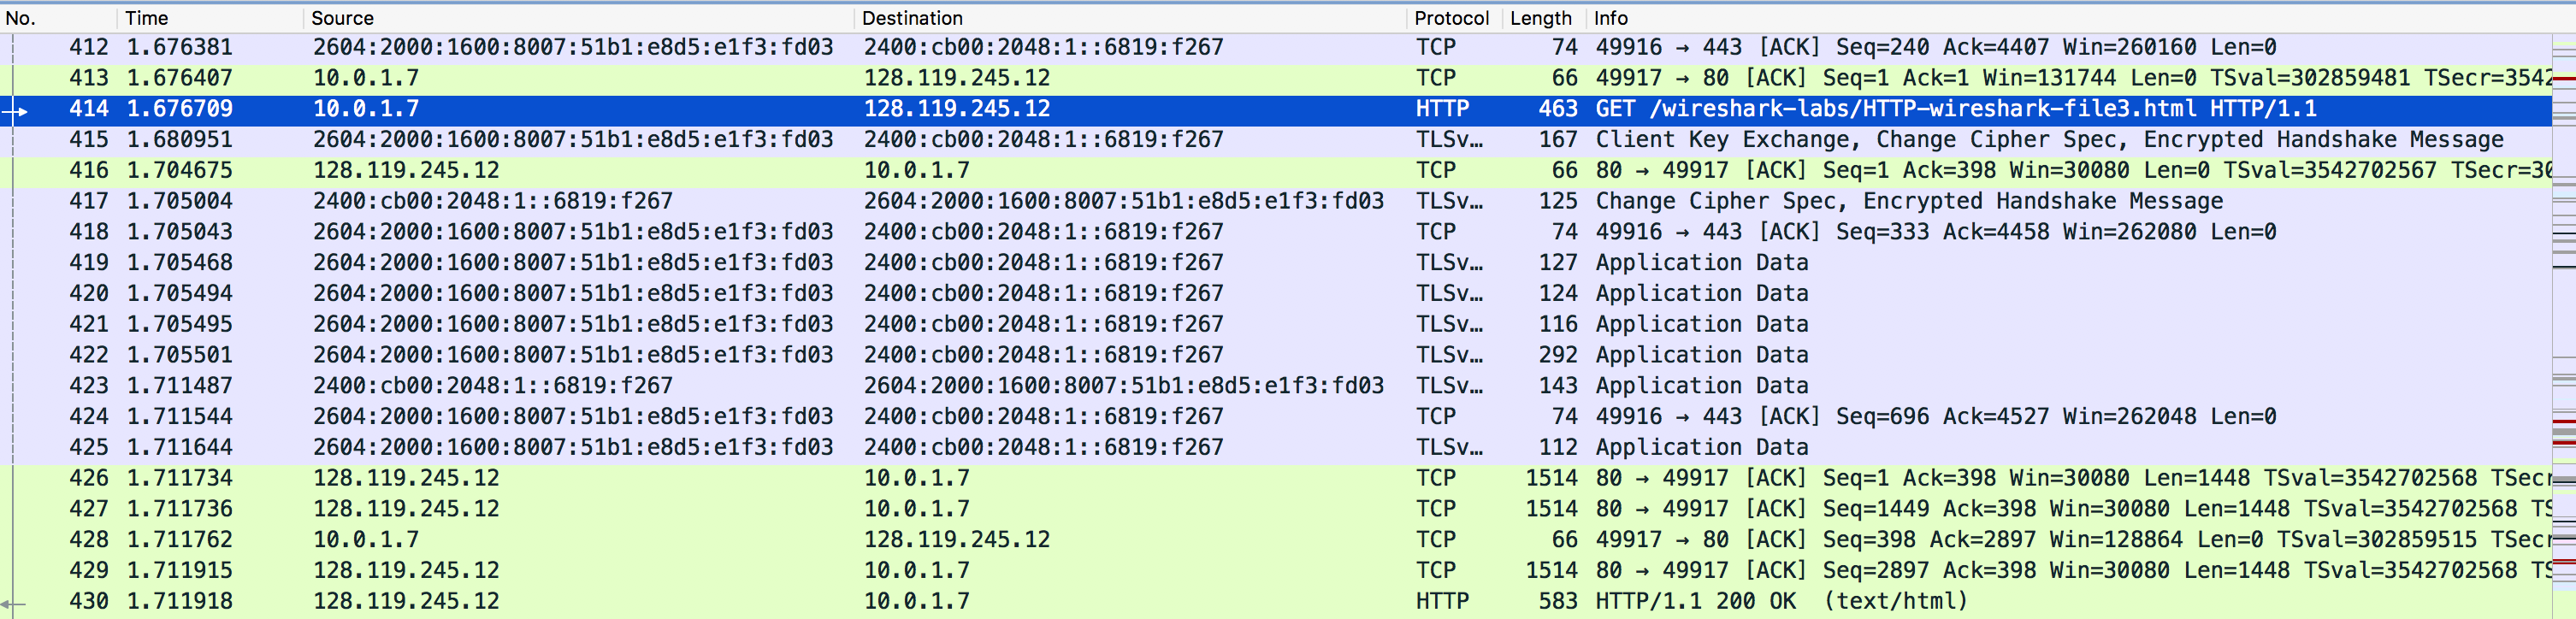 No. Time Source Destination Protocol Length Info
412 1.676381 2604:2000:1600:8007:51b1:e8d5:e1f3:fd03 2400:cb00:2048:1::6819:f267 TCP 74 49916 → 443 [ACK] Seq=240 Ack=4407 Win=260160 Len=0
413 1.676407 10.0.1.7 128.119.245.12 TCP 66 49917 → 80 [ACK] Seq=1 Ack=1 Win=131744 Len=0 TSval=302859481 TSecr=3542
414 1.676709 10.0.1.7 128.119.245.12 HTTP 463 GET /wireshark-labs/HTTP-wireshark-file3.html HTTP/1.1
415 1.680951 2604:2000:1600:8007:51b1:e8d5:e1f3:fd03 2400:cb00:2048:1::6819:f267 TLSv… 167 Client Key Exchange, Change Cipher Spec, Encrypted Handshake Message
416 1.704675 128.119.245.12 10.0.1.7 TCP 66 80 → 49917 [ACK] Seq=1 Ack=398 Win=30080 Len=0 TSval=3542702567 TSecr=30
417 1.705004 2400:cb00:2048:1::6819:f267 2604:2000:1600:8007:51b1:e8d5:e1f3:fd03 TLSv… 125 Change Cipher Spec, Encrypted Handshake Message
418 1.705043 2604:2000:1600:8007:51b1:e8d5:e1f3:fd03 2400:cb00:2048:1::6819:f267 TCP 74 49916 → 443 [ACK] Seq=333 Ack=4458 Win=262080 Len=0
419 1.705468 2604:2000:1600:8007:51b1:e8d5:e1f3:fd03 2400:cb00:2048:1::6819:f267 TLSv… 127 Application Data
420 1.705494 2604:2000:1600:8007:51b1:e8d5:e1f3:fd03 2400:cb00:2048:1::6819:f267 TLSv… 124 Application Data
421 1.705495 2604:2000:1600:8007:51b1:e8d5:e1f3:fd03 2400:cb00:2048:1::6819:f267 TLSv… 116 Application Data
422 1.705501 2604:2000:1600:8007:51b1:e8d5:e1f3:fd03 2400:cb00:2048:1::6819:f267 TLSv… 292 Application Data
423 1.711487 2400:cb00:2048:1::6819:f267 2604:2000:1600:8007:51b1:e8d5:e1f3:fd03 TLSv… 143 Application Data
424 1.711544 2604:2000:1600:8007:51b1:e8d5:e1f3:fd03 2400:cb00:2048:1::6819:f267 TCP 74 49916 → 443 [ACK] Seq=696 Ack=4527 Win=262048 Len=0
425 1.711644 2604:2000:1600:8007:51b1:e8d5:e1f3:fd03 2400:cb00:2048:1::6819:f267 TLSv… 112 Application Data
426 1.711734 128.119.245.12 10.0.1.7 TCP 1514 80 → 49917 [ACK] Seq=1 Ack=398 Win=30080 Len=1448 TSval=3542702568 TSecr
427 1.711736 128.119.245.12 10.0.1.7 TCP 1514 80 → 49917 [ACK] Seq=1449 Ack=398 Win=30080 Len=1448 TSval=3542702568 TS
428 1.711762 10.0.1.7 128.119.245.12 TCP 66 49917 → 80 [ACK] Seq=398 Ack=2897 Win=128864 Len=0 TSval=302859515 TSecr
429 1.711915 128.119.245.12 10.0.1.7 TCP 1514 80 → 49917 [ACK] Seq=2897 Ack=398 Win=30080 Len=1448 TSval=3542702568 TS
430 1.711918 128.119.245.12 10.0.1.7 HTTP 583 HTTP/1.1 200 OK (text/html)